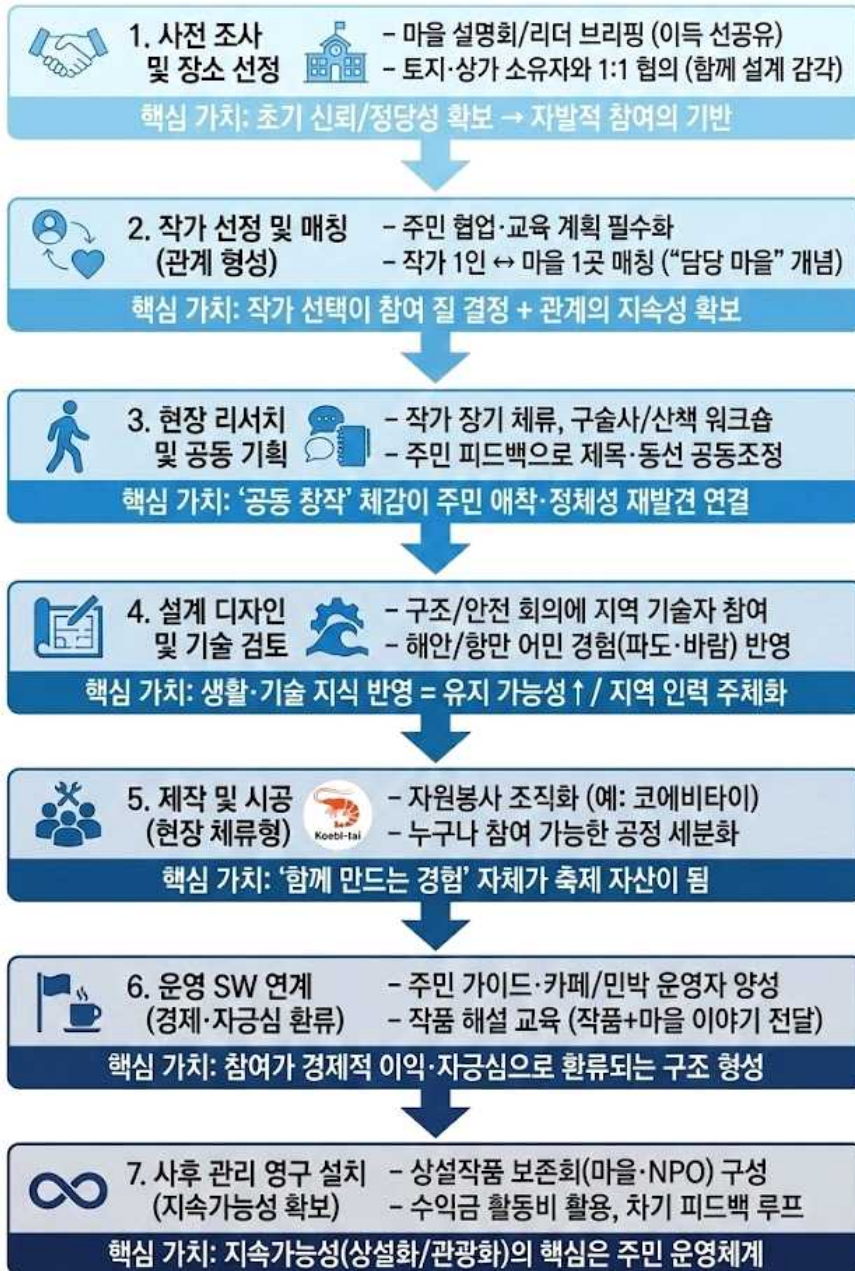 1. 사전 조사
및 장소 선정
– 마을 설명회/리더 브리핑 (이득 선공유)
– 토지·상가 소유자와 1:1 협의 (함께 설계 감각)
핵심 가치: 초기 신뢰/정당성 확보 → 자발적 참여의 기반
2. 작가 선정 및 매칭
(관계 형성)
– 주민 협업·교육 계획 필수화
– 작가 1인 ↔ 마을 1곳 매칭 (“담당 마을” 개념)
핵심 가치: 작가 선택이 참여 질 결정 + 관계의 지속성 확보
3. 현장 리서치
및 공동 기획
– 작가 장기 체류, 구술사/산책 워크숍
– 주민 피드백으로 제목·동선 공동조정
핵심 가치: ‘공동 창작’ 체감이 주민 애착·정체성 재발견 연결
4. 설계 디자인
및 기술 검토
– 구조/안전 회의에 지역 기술자 참여
– 해안/항만 어민 경험(파도·바람) 반영
핵심 가치: 생활·기술 지식 반영 = 유지 가능성↑ / 지역 인력 주체화
5. 제작 및 시공
(현장 체류형)
Koebi-tai
– 자원봉사 조직화 (예: 코에비타이)
– 누구나 참여 가능한 공정 세분화
핵심 가치: ‘함께 만드는 경험’ 자체가 축제 자산이 됨
6. 운영 SW 연계
(경제·자긍심 환류)
– 주민 가이드·카페/민박 운영자 양성
– 작품 해설 교육 (작품+마을 이야기 전달)
핵심 가치: 참여가 경제적 이익·자긍심으로 환류되는 구조 형성
7. 사후 관리 영구 설치
(지속가능성 확보)
– 상설작품 보존회(마을·NPO) 구성
– 수익금 활동비 활용, 차기 피드백 루프
핵심 가치: 지속가능성(상설화/관광화)의 핵심은 주민 운영체계